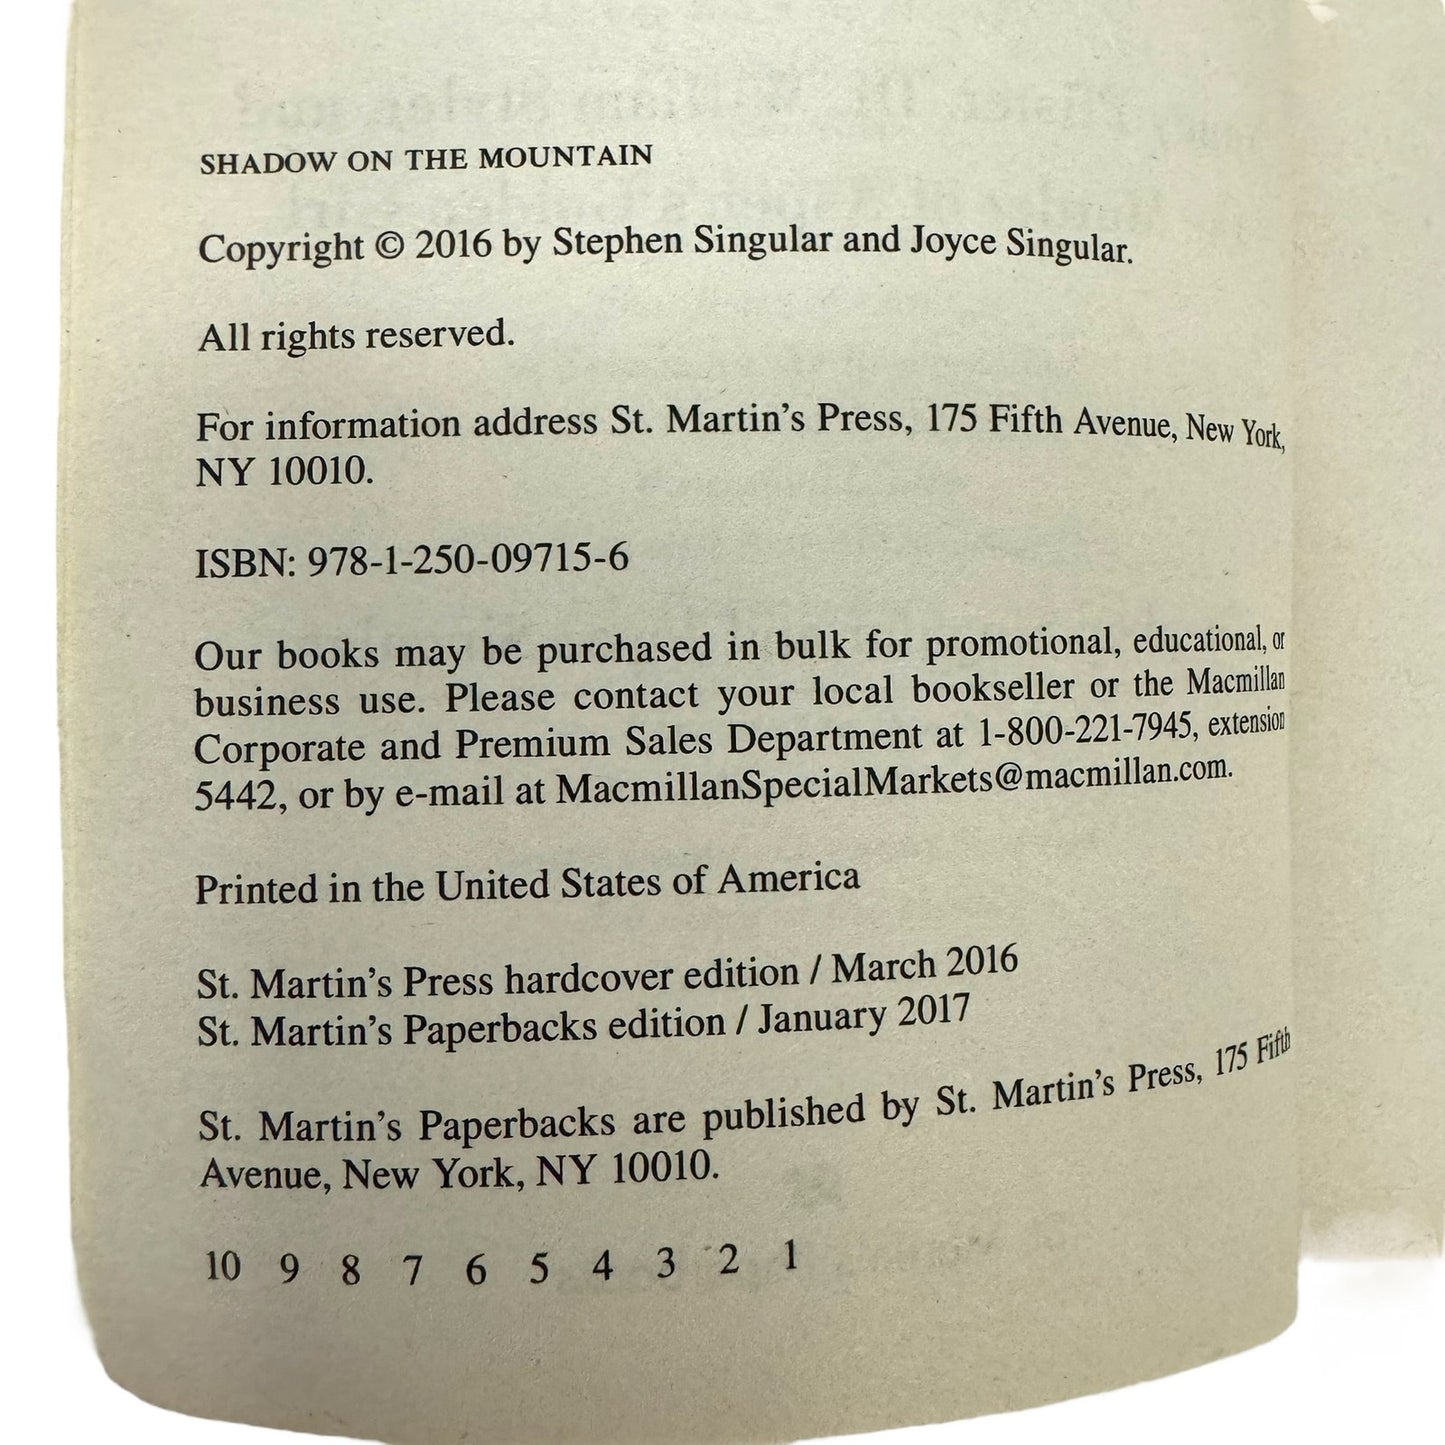 SHADOW ON THE MOUNTAIN
Copyright © 2016 by Stephen Singular and Joyce Singular.
All rights reserved.
For information address St. Martin's Press, 175 Fifth Avenue, New York,
NY 10010.
ISBN: 978-1-250-09715-6
Our books may be purchased in bulk for promotional, educational, or
business use. Please contact your local bookseller or the Macmillan
Corporate and Premium Sales Department at 1-800-221-7945, extension
5442, or by e-mail at MacmillanSpecialMarkets@macmillan.com.
Printed in the United States of America
St. Martin's Press hardcover edition / March 2016
St. Martin's Paperbacks edition / January 2017
St. Martin's Paperbacks are published by St. Martin's Press, 175 Fifth
Avenue, New York, NY 10010.
10 9 8 7 6 5 4 3 2 1